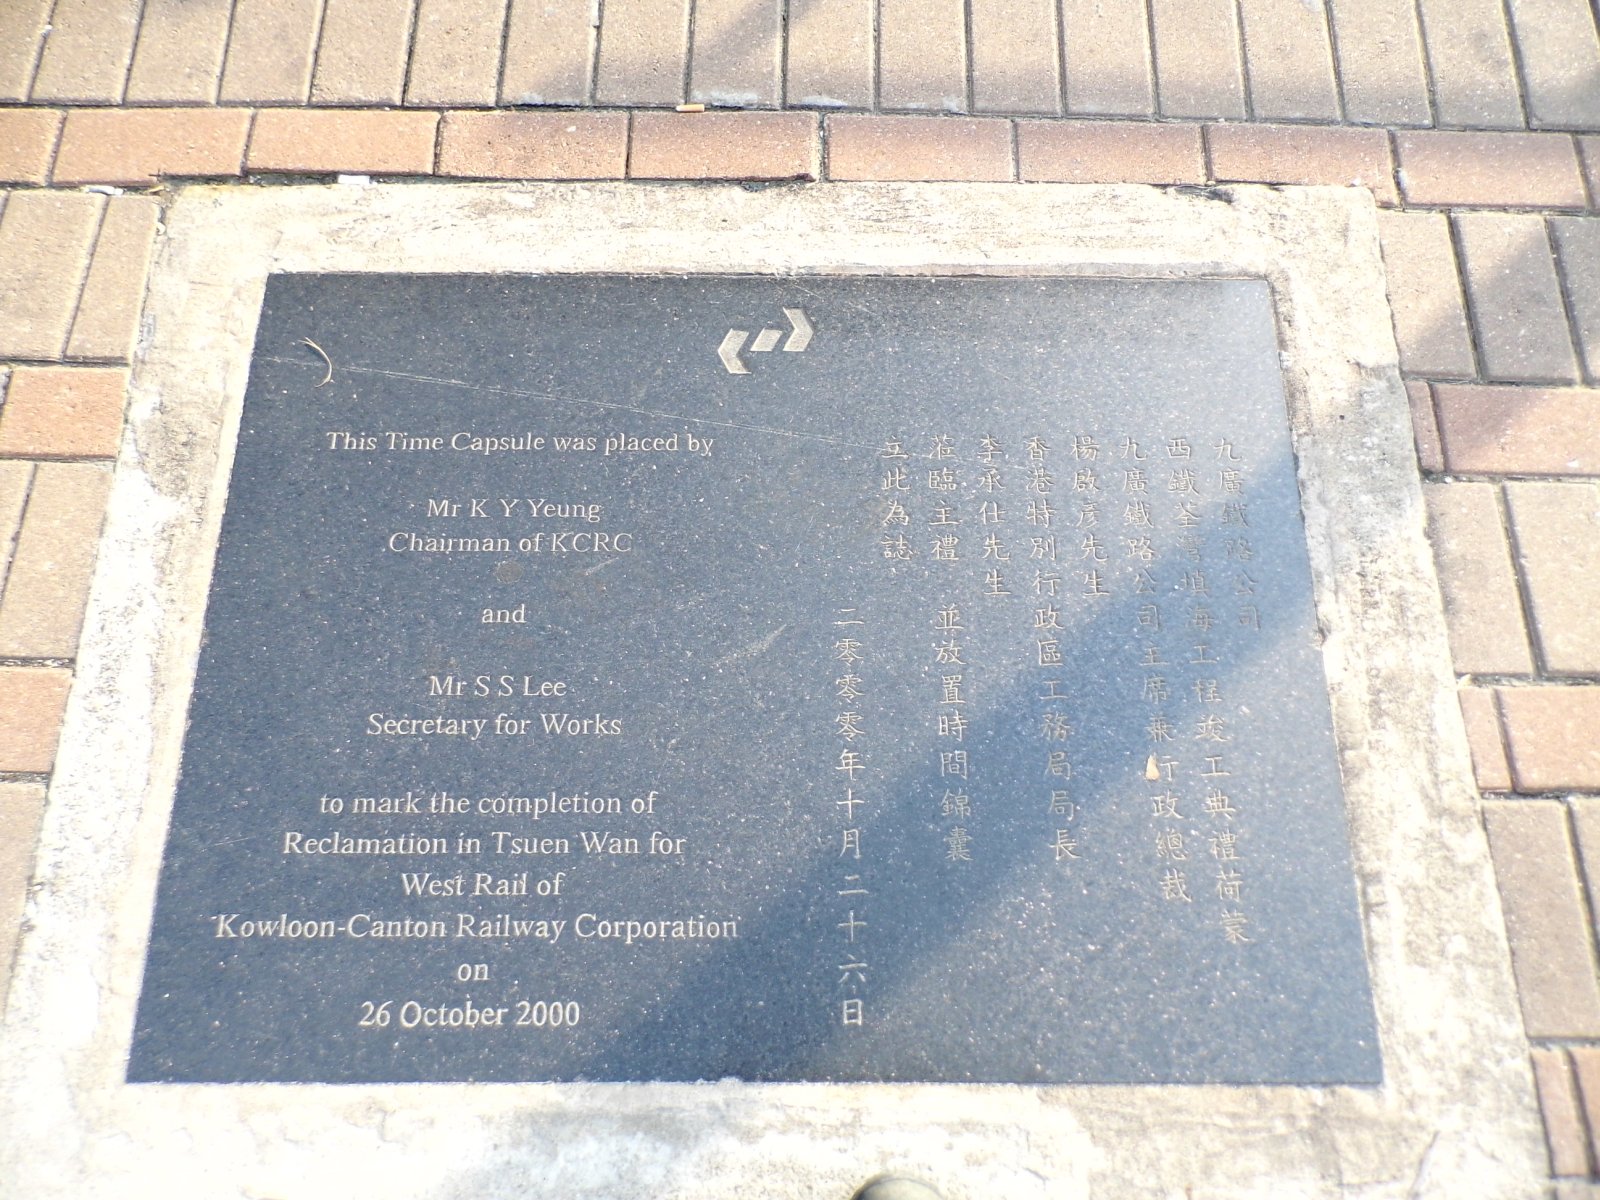 This Time Capsule was placed by
Mr K Y Yeung
Chairman of KCRC
and
Mr S S Lee
Secretary for Works
to mark the completion of
Reclamation in Tsuen Wan for
West Rail of
Kowloon-Canton Railway Corporation
on
26 October 2000
九廣鐵路公司
西鐵荃灣填海工程竣工典禮荷蒙
九廣鐵路公司主席兼行政總裁
楊啟彥先生
香港特別行政區工務局局長
李承仕先生
蒞臨主禮 並放置時間錦囊
立此為誌
二零零零年十月二十六日